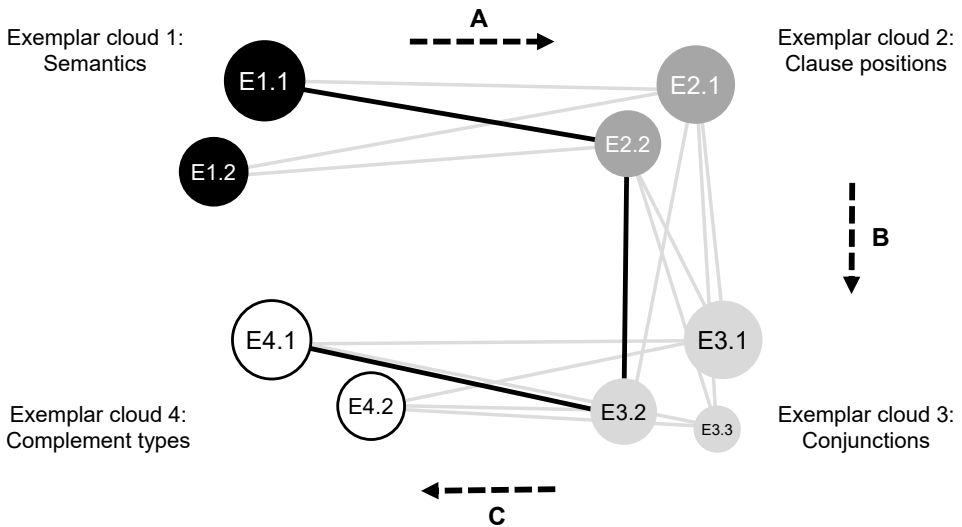 A
Exemplar cloud 1:
Semantics
Exemplar cloud 2:
Clause positions
E1.1
E2.1
E2.2
E1.2
B
E4.1
E3.1
E4.2
E3.2
E3.3
Exemplar cloud 4:
Complement types
Exemplar cloud 3:
Conjunctions
C